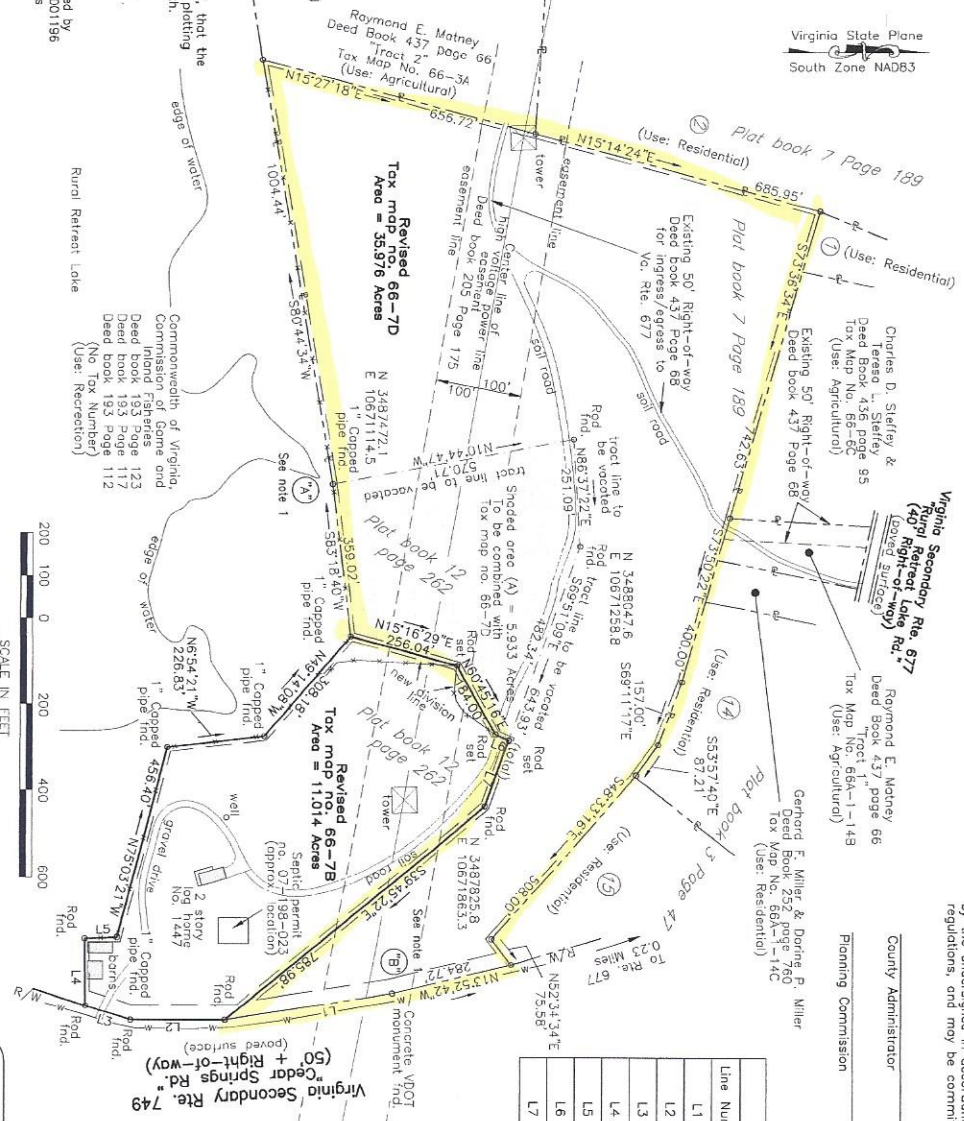 Virginia State Plane
South Zone NAD83
Raymond E. Matney
Deed Book 437 page 66
"Tract 2"
Tax Map No. 66-3A
(Use: Agricultural)
N15°27'18"E
656.72'
N15°14'24"E
685.95'
(Use: Residential)
② Plat book 7 Page 189
① (Use: Residential)
Plat book 7 Page 189
tower
easement line
Center line of
high voltage power line
easement
Deed book 205 Page 175
easement line
Existing 50' Right-of-way
Deed book 437 Page 68
for ingress/egress to
Va. Rte. 677
soil road
soil road
100'
100'
S73°56'34"E
742.63'
Charles D. Steffey &
Teresa L. Steffey
Deed Book 436 page 95
Tax Map No. 66-6C
(Use: Agricultural)
Existing 50' Right-of-way
Deed book 437 Page 68
Virginia Secondary Rte. 677
"Rural Retreat Lake Rd."
(40' Right-of-way)
(paved surface)
Raymond E. Matney
Deed Book 437 page 66
"Tract 1"
Tax Map No. 66A-1-14B
(Use: Agricultural)
Gerhard F. Miller & Dorine P. Miller
Deed Book 252 page 760
Tax Map No. 66A-1-14C
(Use: Residential)
S73°50'22"E
400.00'
(Use: Residential)
14
157.00'
S69°11'17"E
S53°57'40"E
87.21'
Plat book 3 Page 47
S48°33'16"E
508.00'
(Use: Residential)
15
N52°34'34"E
75.58'
R/W
To Rte. 677
0.23 Miles
N13°52'42"W
284.72'
See note 1
"B"
Concrete VDOT
monument fnd.
L1
L2
L3
L4
L5
L6
L7
Virginia Secondary Rte. 749
"Cedar Springs Rd."
(50' + Right-of-way)
(paved surface)
R/W
Rod
fnd.
Rod
fnd.
Rod
fnd.
Rod
fnd.
1" Capped
pipe fnd.
barns
2 story
log home
No. 1447
Septic permit
no. 07-198-023
(approx. location)
well
gravel drive
N75°03'21"W
456.40'
1" Capped
pipe fnd.
N6°54'21"W
226.83'
1" Capped
pipe fnd.
N49°14'08"W
308.18'
1" Capped
pipe fnd.
S39°45'22"E
785.98'
soil road
N 3487825.8
E 10671863.3
Rod
fnd.
Rod
set
Rod
set
Rod
set
Revised
Tax map no. 66-7B
Area = 11.014 Acres
tower
Plat book 12
page 262
new division
line
N15°16'29"E
256.04'
N60°45'16"E
184.00'
S83°18'40"W
359.02'
Plat book 12
page 262
Shaded area (A) = 5.933 Acres
To be combined with
Tax map no. 66-7D
tract line to be vacated
S69°51'09"E
482.34'
643.93' (total)
N 3488047.6
E 10671258.8
Rod
fnd.
Rod
fnd.
tract line to
be vacated
N86°37'22"E
251.09'
N10°44'47"W
570.71'
tract line to be vacated
N 3487472.1
E 10671114.5
1" Capped
pipe fnd.
See note 1
"A"
Revised
Tax map no. 66-7D
Area = 35.976 Acres
1004.44'
S80°44'34"W
edge of water
edge of water
Rural Retreat Lake
Commonwealth of Virginia,
Commission of Game and
Inland Fisheries
Deed book 193 Page 123
Deed book 193 Page 117
Deed book 193 Page 112
(No Tax Number)
(Use: Recreation)
200 100 0 200 400 600
SCALE IN FEET
, that the
plotting
h.
ed by
001196
regulations, and may be commi
County Administrator
Planning Commission
Line Nu
L1
L2
L3
L4
L5
L6
L7